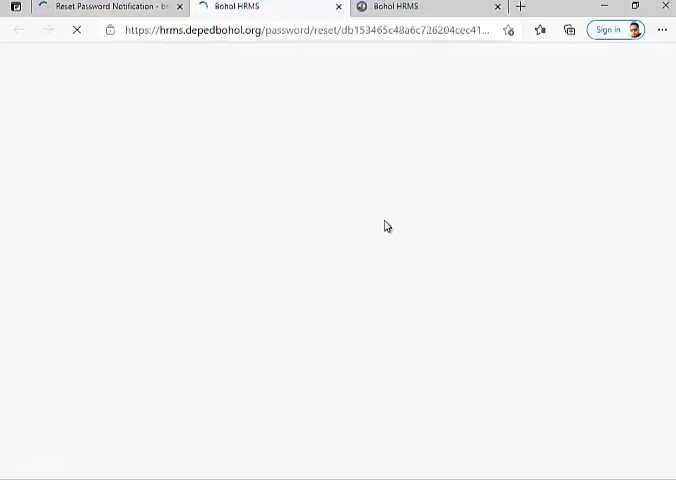 Reset Password Notification - br
Bohol HRMS
Bohol HRMS
https://hrms.depedbohol.org/password/reset/db153465c48a6c726204cec41...
Sign in